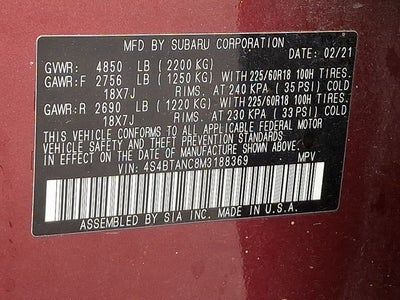 MFD. BY SUBARU CORPORATION
DATE: 02/21
GVWR: 4850 LB (2200 KG)
GAWR:F 2756 LB (1250 KG) WITH 225/60R18 100H TIRES.
18X7J RIMS. AT 240 KPA (35 PSI) COLD
GAWR:R 2690 LB (1220 KG) WITH 225/60R18 100H TIRES.
18X7J RIMS. AT 230 KPA (33 PSI) COLD
THIS VEHICLE CONFORMS TO ALL APPLICABLE FEDERAL MOTOR
VEHICLE SAFETY AND THEFT PREVENTION STANDARDS
IN EFFECT ON THE DATE OF MANUFACTURE SHOWN ABOVE.
VIN: 4S4BTANC8M3188369 MPV
ASSEMBLED BY SIA INC. MADE IN U.S.A.